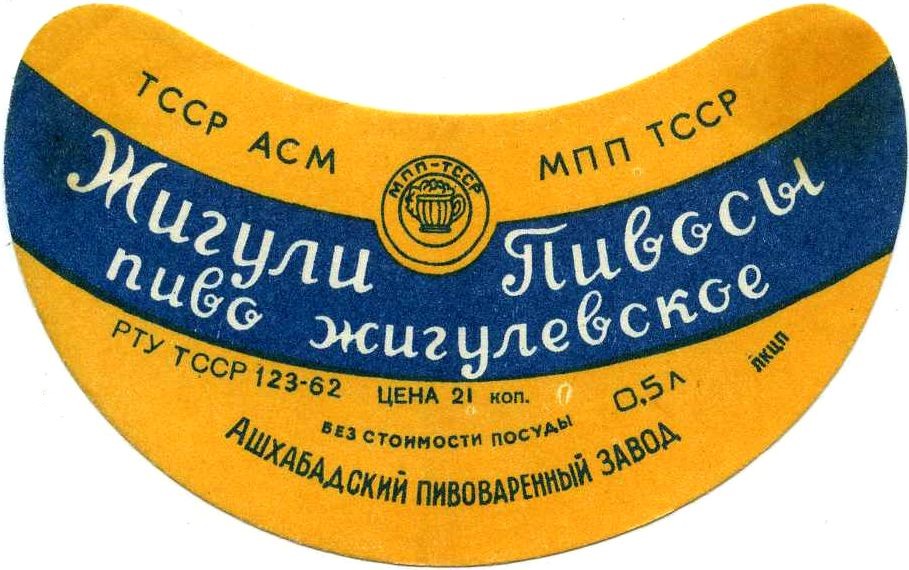 ТССР АСМ
МПП ТССР
МПП-ТССР
Жигули Пивосы
пиво жигулевское
РТУ ТССР 123-62
ЦЕНА 21 коп.
0,5л
ЯКЦП
БЕЗ СТОИМОСТИ ПОСУДЫ
АШХАБАДСКИЙ ПИВОВАРЕННЫЙ ЗАВОД